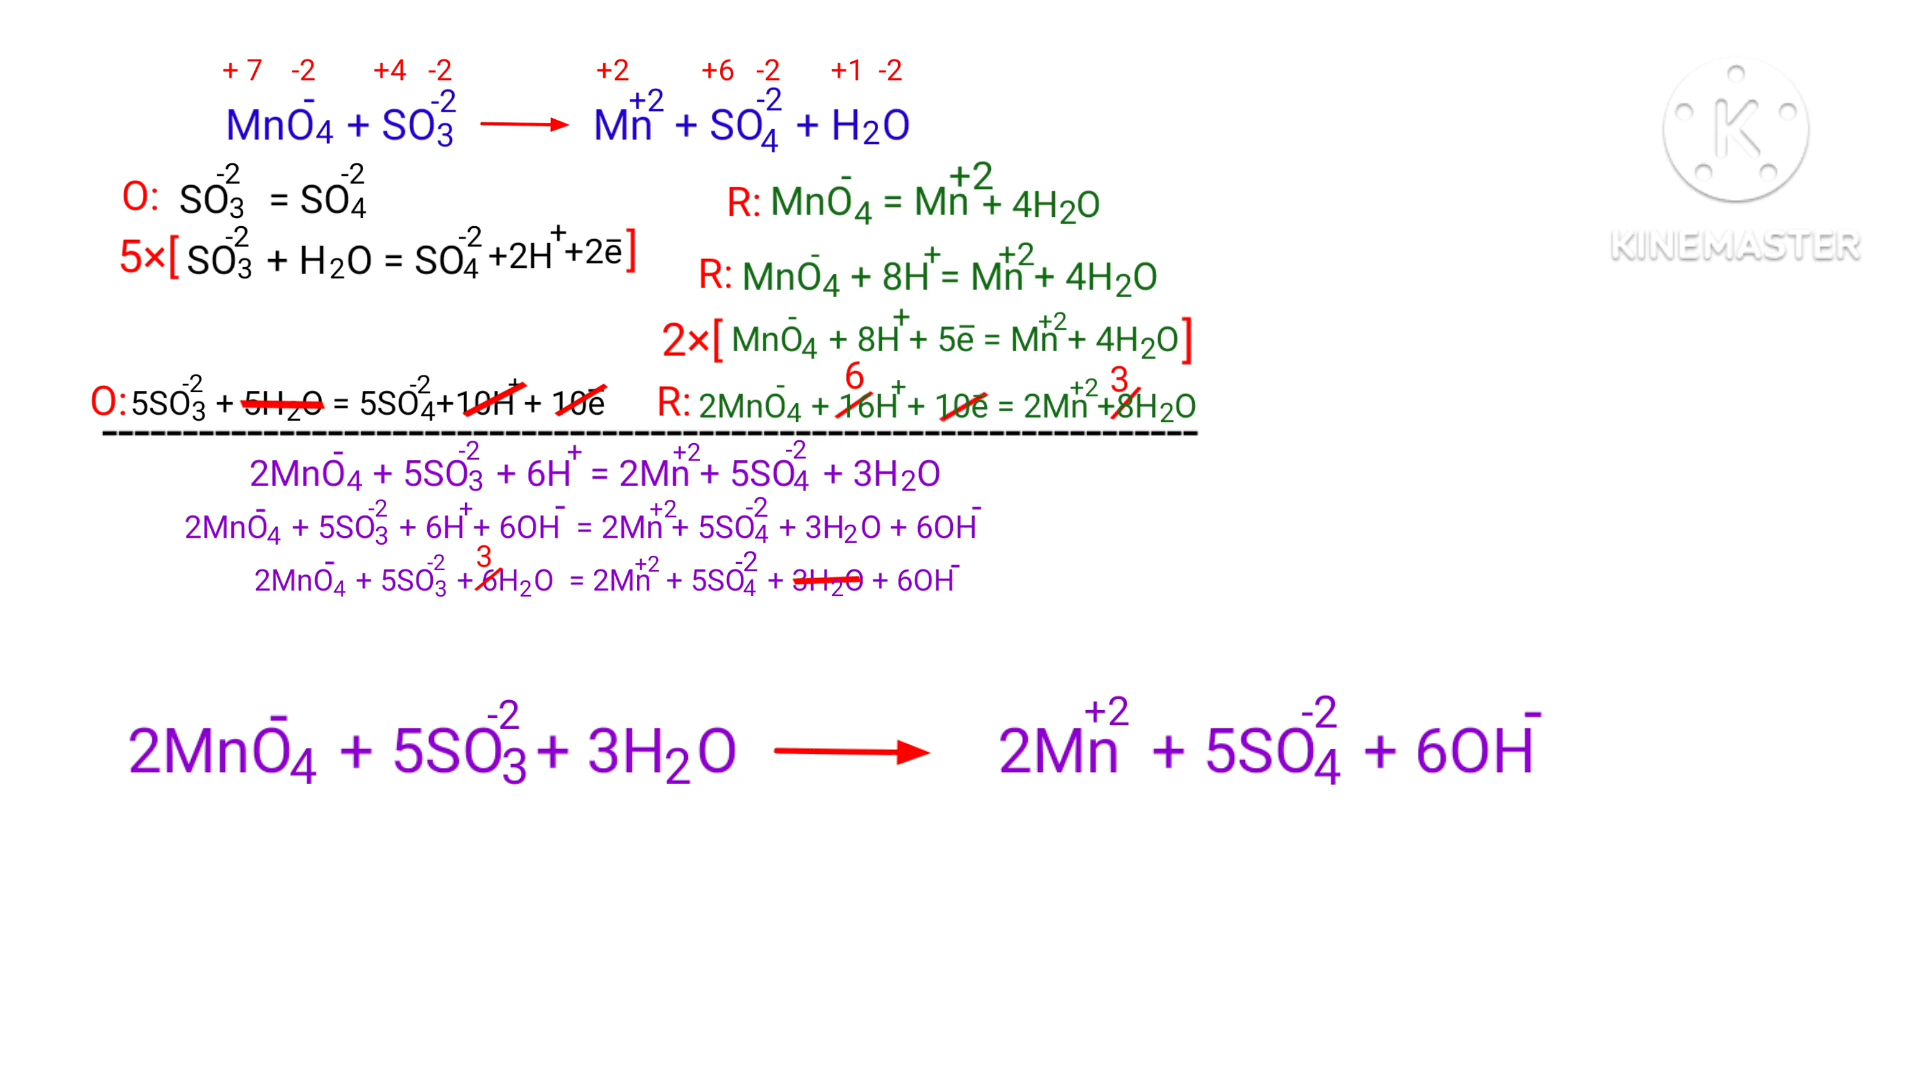 + 7 -2 +4 -2 +2 +6 -2 +1 -2
MnO₄⁻ + SO₃⁻² ⟶ Mn⁺² + SO₄⁻² + H₂O
O: SO₃⁻² = SO₄⁻²
5×[SO₃⁻² + H₂O = SO₄⁻² +2H⁺+2ē]
R: MnO₄⁻ = Mn⁺² + 4H₂O
R: MnO₄⁻ + 8H⁺ = Mn⁺² + 4H₂O
2×[MnO₄⁻ + 8H⁺ + 5ē = Mn⁺² + 4H₂O]
6 3
O: 5SO₃⁻² + 5H₂O = 5SO₄⁻² + 10H⁺ + 10ē R: 2MnO₄⁻ + 16H⁺ + 10ē = 2Mn⁺² + 8H₂O
2MnO₄⁻ + 5SO₃⁻² + 6H⁺ = 2Mn⁺² + 5SO₄⁻² + 3H₂O
2MnO₄⁻ + 5SO₃⁻² + 6H⁺ + 6OH⁻ = 2Mn⁺² + 5SO₄⁻² + 3H₂O + 6OH⁻
3
2MnO₄⁻ + 5SO₃⁻² + 6H₂O = 2Mn⁺² + 5SO₄⁻² + 3H₂O + 6OH⁻
2MnO₄⁻ + 5SO₃⁻² + 3H₂O ⟶ 2Mn⁺² + 5SO₄⁻² + 6OH⁻
K
KINEMASTER